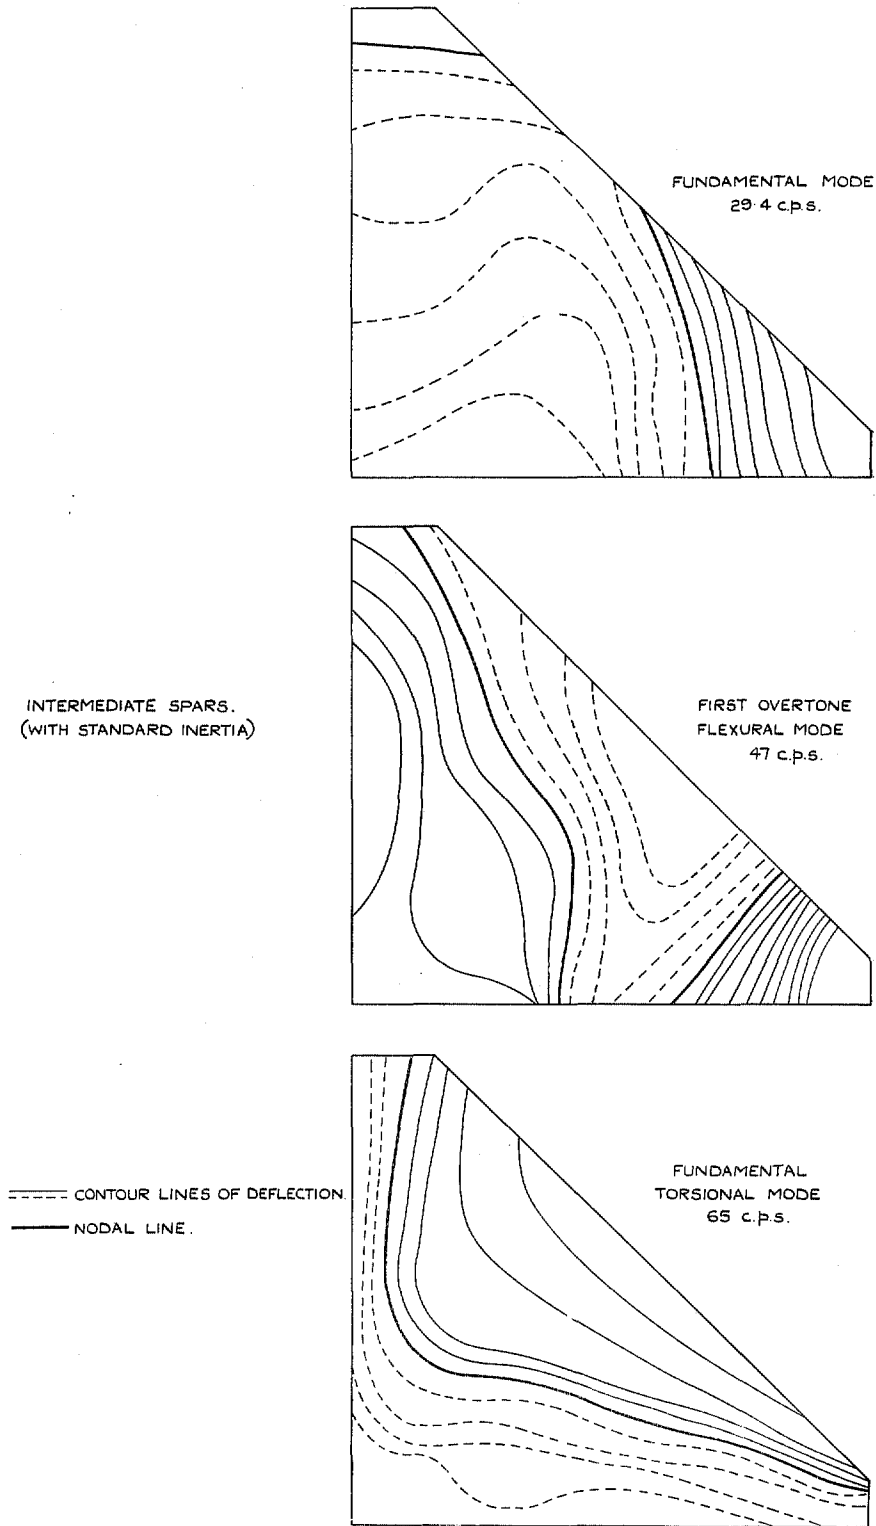 FUNDAMENTAL MODE
29.4 c.p.s.
INTERMEDIATE SPARS.
(WITH STANDARD INERTIA)
FIRST OVERTONE
FLEXURAL MODE
47 c.p.s.
FUNDAMENTAL
TORSIONAL MODE
65 c.p.s.
CONTOUR LINES OF DEFLECTION.
NODAL LINE.